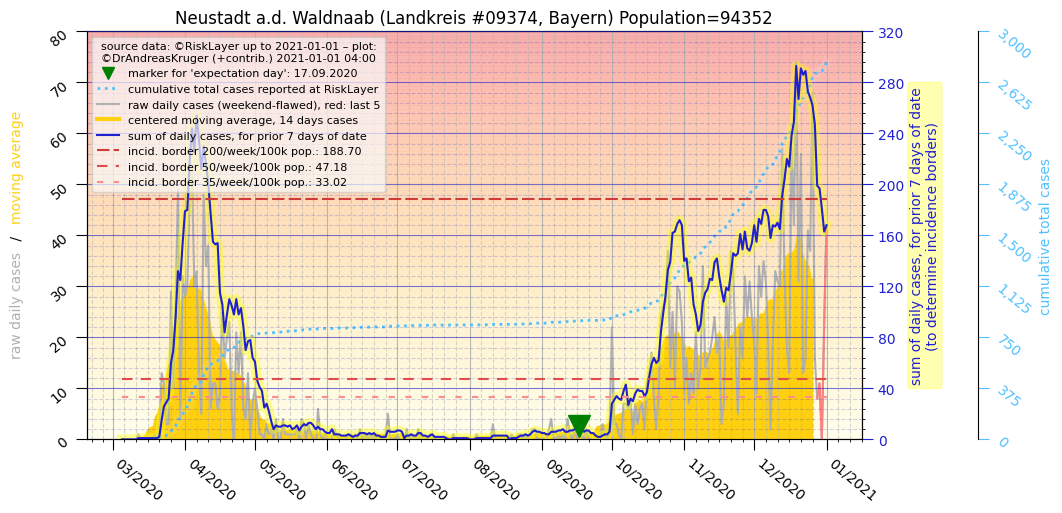 Neustadt a.d. Waldnaab (Landkreis #09374, Bayern) Population=94352
source data: ©RiskLayer up to 2021-01-01 – plot:
©DrAndreasKruger (+contrib.) 2021-01-01 04:00
marker for 'expectation day': 17.09.2020
cumulative total cases reported at RiskLayer
raw daily cases (weekend-flawed), red: last 5
centered moving average, 14 days cases
sum of daily cases, for prior 7 days of date
incid. border 200/week/100k pop.: 188.70
incid. border 50/week/100k pop.: 47.18
incid. border 35/week/100k pop.: 33.02
raw daily cases / moving average
80
70
60
50
40
30
20
10
0
320
280
240
200
160
120
80
40
0
sum of daily cases, for prior 7 days of date
(to determine incidence borders)
3,000
2,625
2,250
1,875
1,500
1,125
750
375
0
cumulative total cases
03/2020
04/2020
05/2020
06/2020
07/2020
08/2020
09/2020
10/2020
11/2020
12/2020
01/2021